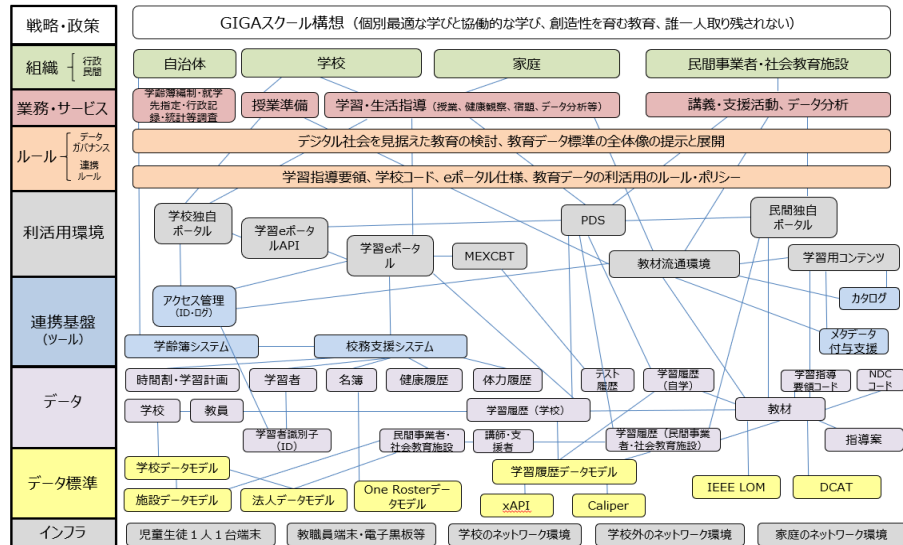 戦略・政策
GIGAスクール構想（個別最適な学びと協働的な学び、創造性を育む教育、誰一人取り残されない）
組織
行政
民間
自治体
学校
家庭
民間事業者・社会教育施設
業務・サービス
学齢簿編制・就学
先指定・行政記
録・統計等調査
授業準備
学習・生活指導（授業、健康観察、宿題、データ分析等）
講義・支援活動、データ分析
ルール
データ
ガバナンス
連携
ルール
デジタル社会を見据えた教育の検討、教育データ標準の全体像の提示と展開
学習指導要領、学校コード、eポータル仕様、教育データの利活用のルール・ポリシー
利活用環境
学校独自
ポータル
学習eポー
タルAPI
学習eポータ
ル
MEXCBT
PDS
教材流通環境
民間独自
ポータル
学習用コンテンツ
連携基盤
(ツール)
アクセス管理
(ID・ログ)
カタログ
メタデータ
付与支援
学齢簿システム
校務支援システム
データ
時間割・学習計画
学習者
名簿
健康履歴
体力履歴
テスト
履歴
学習履歴
（自学）
学習指導
要領コード
NDC
コード
学校
教員
学習履歴（学校）
教材
学習者識別子
（ID）
民間事業者・
社会教育施設
講師・支
援者
学習履歴（民間事業
者・社会教育施設）
指導案
データ標準
学校データモデル
学習履歴データモデル
施設データモデル
法人データモデル
One Rosterデー
タモデル
xAPI
Caliper
IEEE LOM
DCAT
インフラ
児童生徒１人１台端末
教職員端末・電子黒板等
学校のネットワーク環境
学校外のネットワーク環境
家庭のネットワーク環境